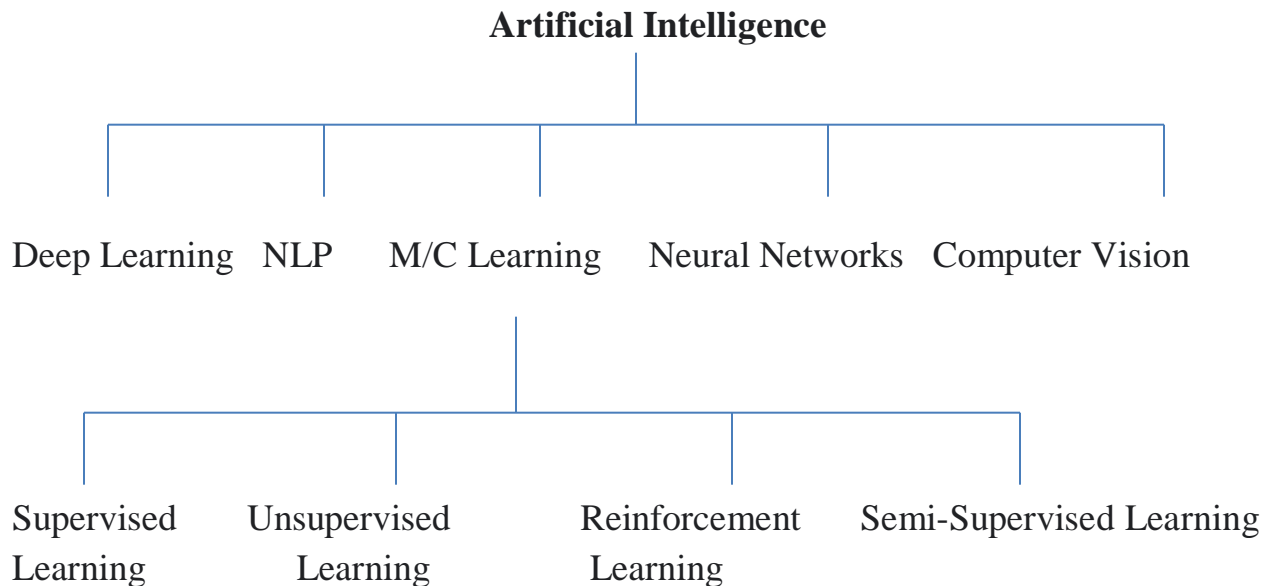 Artificial Intelligence
Deep Learning NLP M/C Learning Neural Networks Computer Vision
Supervised Unsupervised Reinforcement Semi-Supervised Learning
Learning Learning Learning